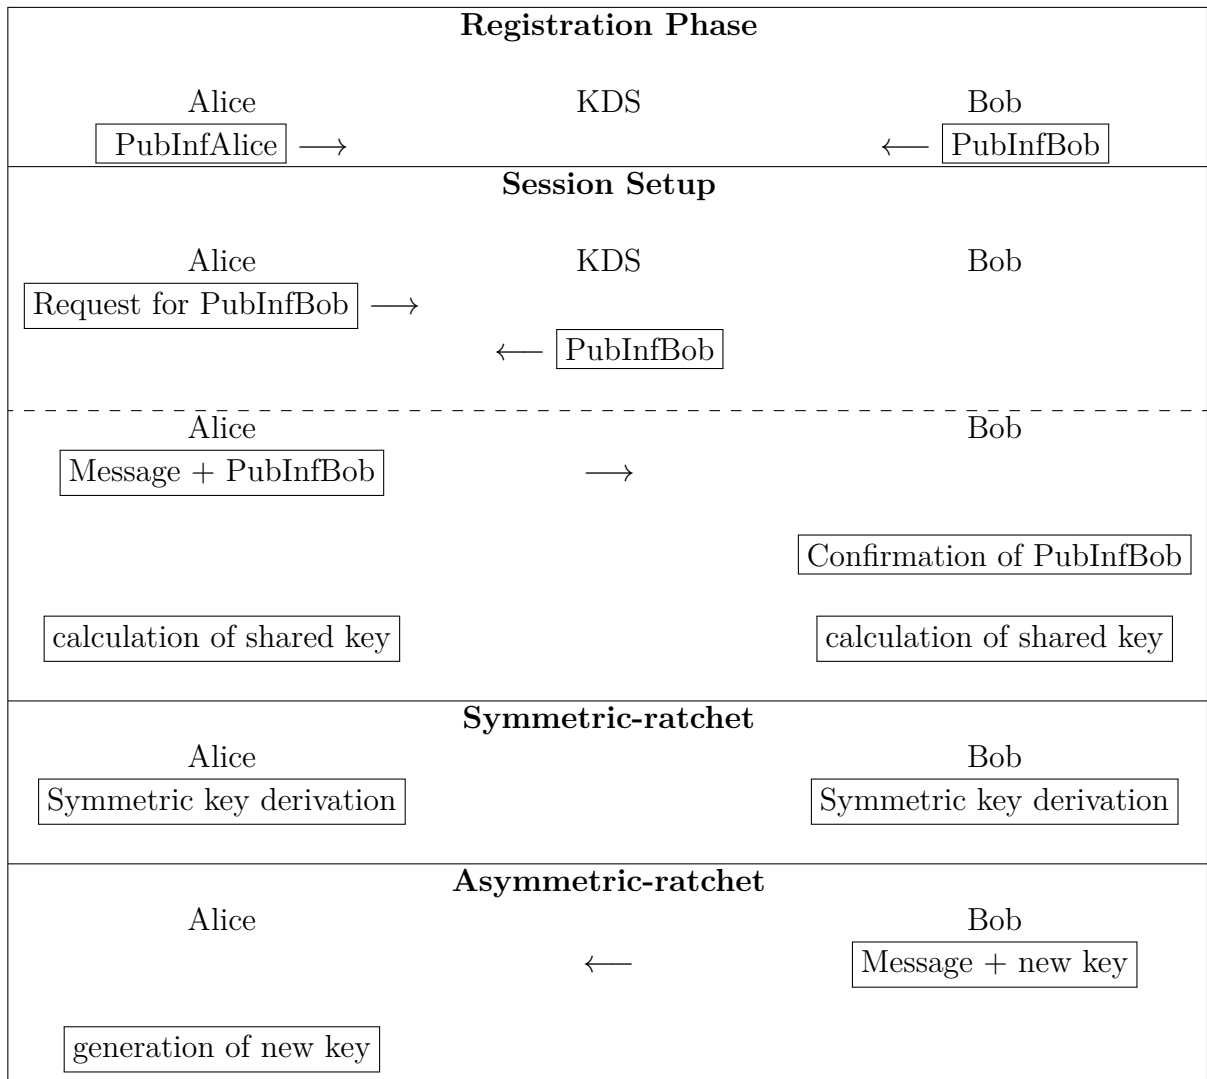 Registration Phase
Alice KDS Bob
PubInfAlice ⟶ ⟵ PubInfBob
Session Setup
Alice KDS Bob
Request for PubInfBob ⟶
⟵ PubInfBob
Alice Bob
Message + PubInfBob ⟶
Confirmation of PubInfBob
calculation of shared key calculation of shared key
Symmetric-ratchet
Alice Bob
Symmetric key derivation Symmetric key derivation
Asymmetric-ratchet
Alice Bob
⟵ Message + new key
generation of new key